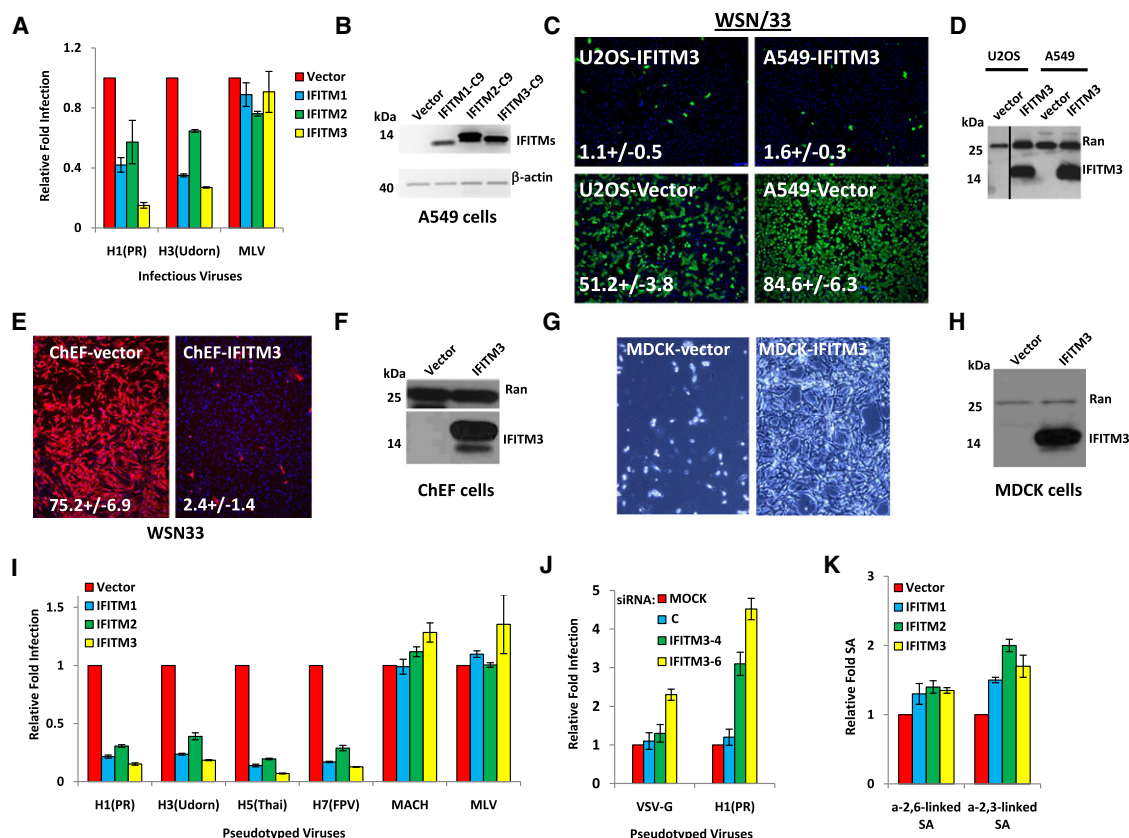 A
1.2
0.8
0.4
0
Relative Fold Infection
Vector
IFITM1
IFITM2
IFITM3
H1(PR)
H3(Udorn)
MLV
Infectious Viruses
B
Vector
IFITM1-C9
IFITM2-C9
IFITM3-C9
kDa
14
IFITMs
β-actin
40
A549 cells
C
WSN/33
U2OS-IFITM3
1.1+/-0.5
A549-IFITM3
1.6+/-0.3
U2OS-Vector
51.2+/-3.8
A549-Vector
84.6+/-6.3
D
U2OS
A549
vector
IFITM3
vector
IFITM3
kDa
25
Ran
14
IFITM3
E
ChEF-vector
75.2+/-6.9
ChEF-IFITM3
2.4+/-1.4
WSN33
F
Vector
IFITM3
kDa
25
Ran
14
IFITM3
ChEF cells
G
MDCK-vector
MDCK-IFITM3
H
Vector
IFITM3
kDa
25
Ran
14
IFITM3
MDCK cells
I
Vector
IFITM1
IFITM2
IFITM3
1.5
1
0.5
0
Relative Fold Infection
H1(PR)
H3(Udorn)
H5(Thai)
H7(FPV)
MACH
MLV
Pseudotyped Viruses
J
5
4
3
2
1
0
Relative Fold Infection
siRNA:
MOCK
C
IFITM3-4
IFITM3-6
VSV-G
H1(PR)
Pseudotyped Viruses
K
3
2
1
0
Relative Fold SA
Vector
IFITM1
IFITM2
IFITM3
a-2,6-linked
SA
a-2,3-linked
SA